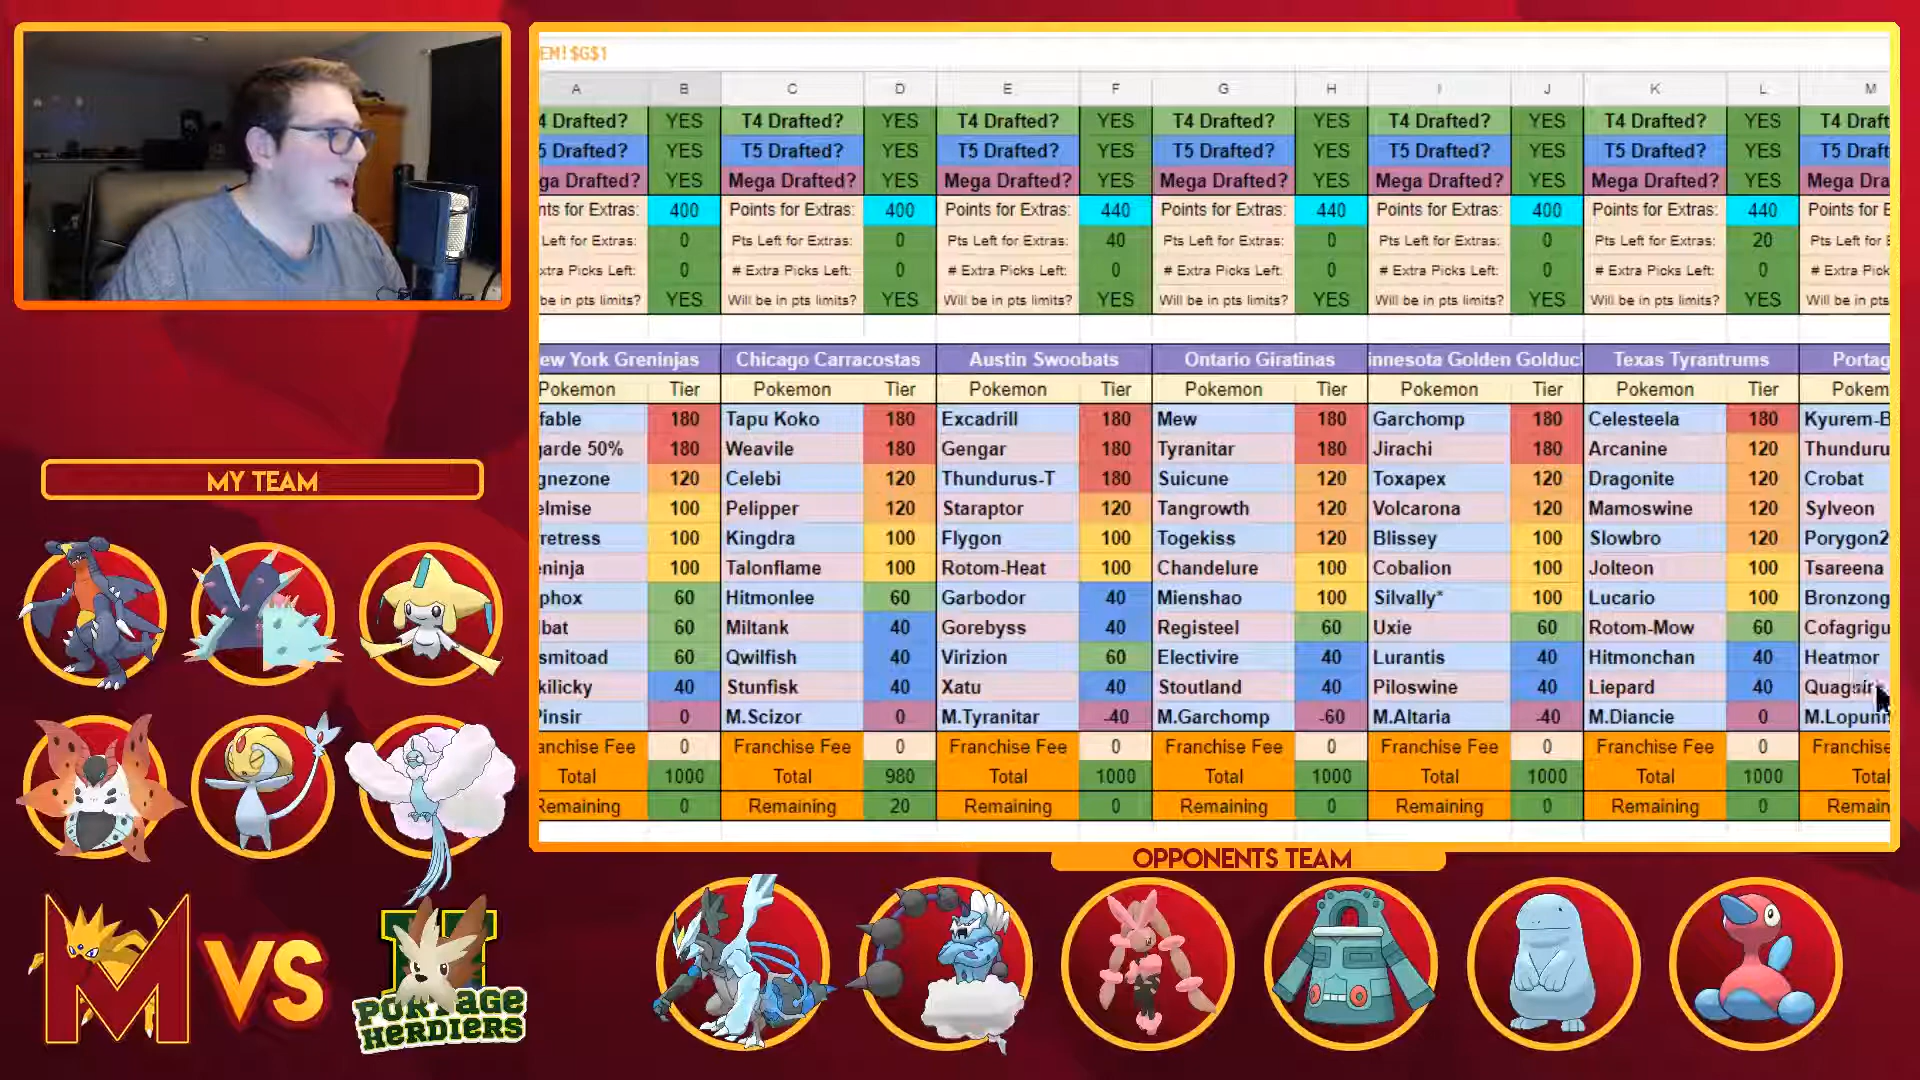 EM!$G$1
A B C D E F G H I J K L M
4 Drafted? YES T4 Drafted? YES T4 Drafted? YES T4 Drafted? YES T4 Drafted? YES T4 Drafted? YES T4 Draft
5 Drafted? YES T5 Drafted? YES T5 Drafted? YES T5 Drafted? YES T5 Drafted? YES T5 Drafted? YES T5 Draft
ga Drafted? YES Mega Drafted? YES Mega Drafted? YES Mega Drafted? YES Mega Drafted? YES Mega Drafted? YES Mega Dra
nts for Extras: 400 Points for Extras: 400 Points for Extras: 440 Points for Extras: 440 Points for Extras: 400 Points for Extras: 440 Points for E
Left for Extras: 0 Pts Left for Extras: 0 Pts Left for Extras: 40 Pts Left for Extras: 0 Pts Left for Extras: 0 Pts Left for Extras: 20 Pts Left for E
xtra Picks Left: 0 # Extra Picks Left: 0 # Extra Picks Left: 0 # Extra Picks Left: 0 # Extra Picks Left: 0 # Extra Picks Left: 0 # Extra Pick
be in pts limits? YES Will be in pts limits? YES Will be in pts limits? YES Will be in pts limits? YES Will be in pts limits? YES Will be in pts limits? YES Will be in pts
ew York Greninjas Chicago Carracostas Austin Swoobats Ontario Giratinas nnesota Golden Golduc Texas Tyrantrums Portag
Pokemon Tier Pokemon Tier Pokemon Tier Pokemon Tier Pokemon Tier Pokemon Tier Pokem
fable 180 Tapu Koko 180 Excadrill 180 Mew 180 Garchomp 180 Celesteela 180 Kyurem-B
garde 50% 180 Weavile 180 Gengar 180 Tyranitar 180 Jirachi 180 Arcanine 120 Thunduru
gnezone 120 Celebi 120 Thundurus-T 180 Suicune 120 Toxapex 120 Dragonite 120 Crobat
elmise 100 Pelipper 120 Staraptor 120 Tangrowth 120 Volcarona 120 Mamoswine 120 Sylveon
rretress 100 Kingdra 100 Flygon 100 Togekiss 120 Blissey 100 Slowbro 120 Porygon2
eninja 100 Talonflame 100 Rotom-Heat 100 Chandelure 100 Cobalion 100 Jolteon 100 Tsareena
phox 60 Hitmonlee 60 Garbodor 40 Mienshao 100 Silvally* 100 Lucario 100 Bronzong
lbat 60 Miltank 40 Gorebyss 40 Registeel 60 Uxie 60 Rotom-Mow 60 Cofagrigu
smitoad 60 Qwilfish 40 Virizion 60 Electivire 40 Lurantis 40 Hitmonchan 40 Heatmor
kilicky 40 Stunfisk 40 Xatu 40 Stoutland 40 Piloswine 40 Liepard 40 Quagsir
Pinsir 0 M.Scizor 0 M.Tyranitar -40 M.Garchomp -60 M.Altaria -40 M.Diancie 0 M.Lopunn
anchise Fee 0 Franchise Fee 0 Franchise Fee 0 Franchise Fee 0 Franchise Fee 0 Franchise Fee 0 Franchise
Total 1000 Total 980 Total 1000 Total 1000 Total 1000 Total 1000 Total
Remaining 0 Remaining 20 Remaining 0 Remaining 0 Remaining 0 Remaining 0 Remain
MY TEAM
OPPONENTS TEAM
M VS PORTAGE
HERDIERS